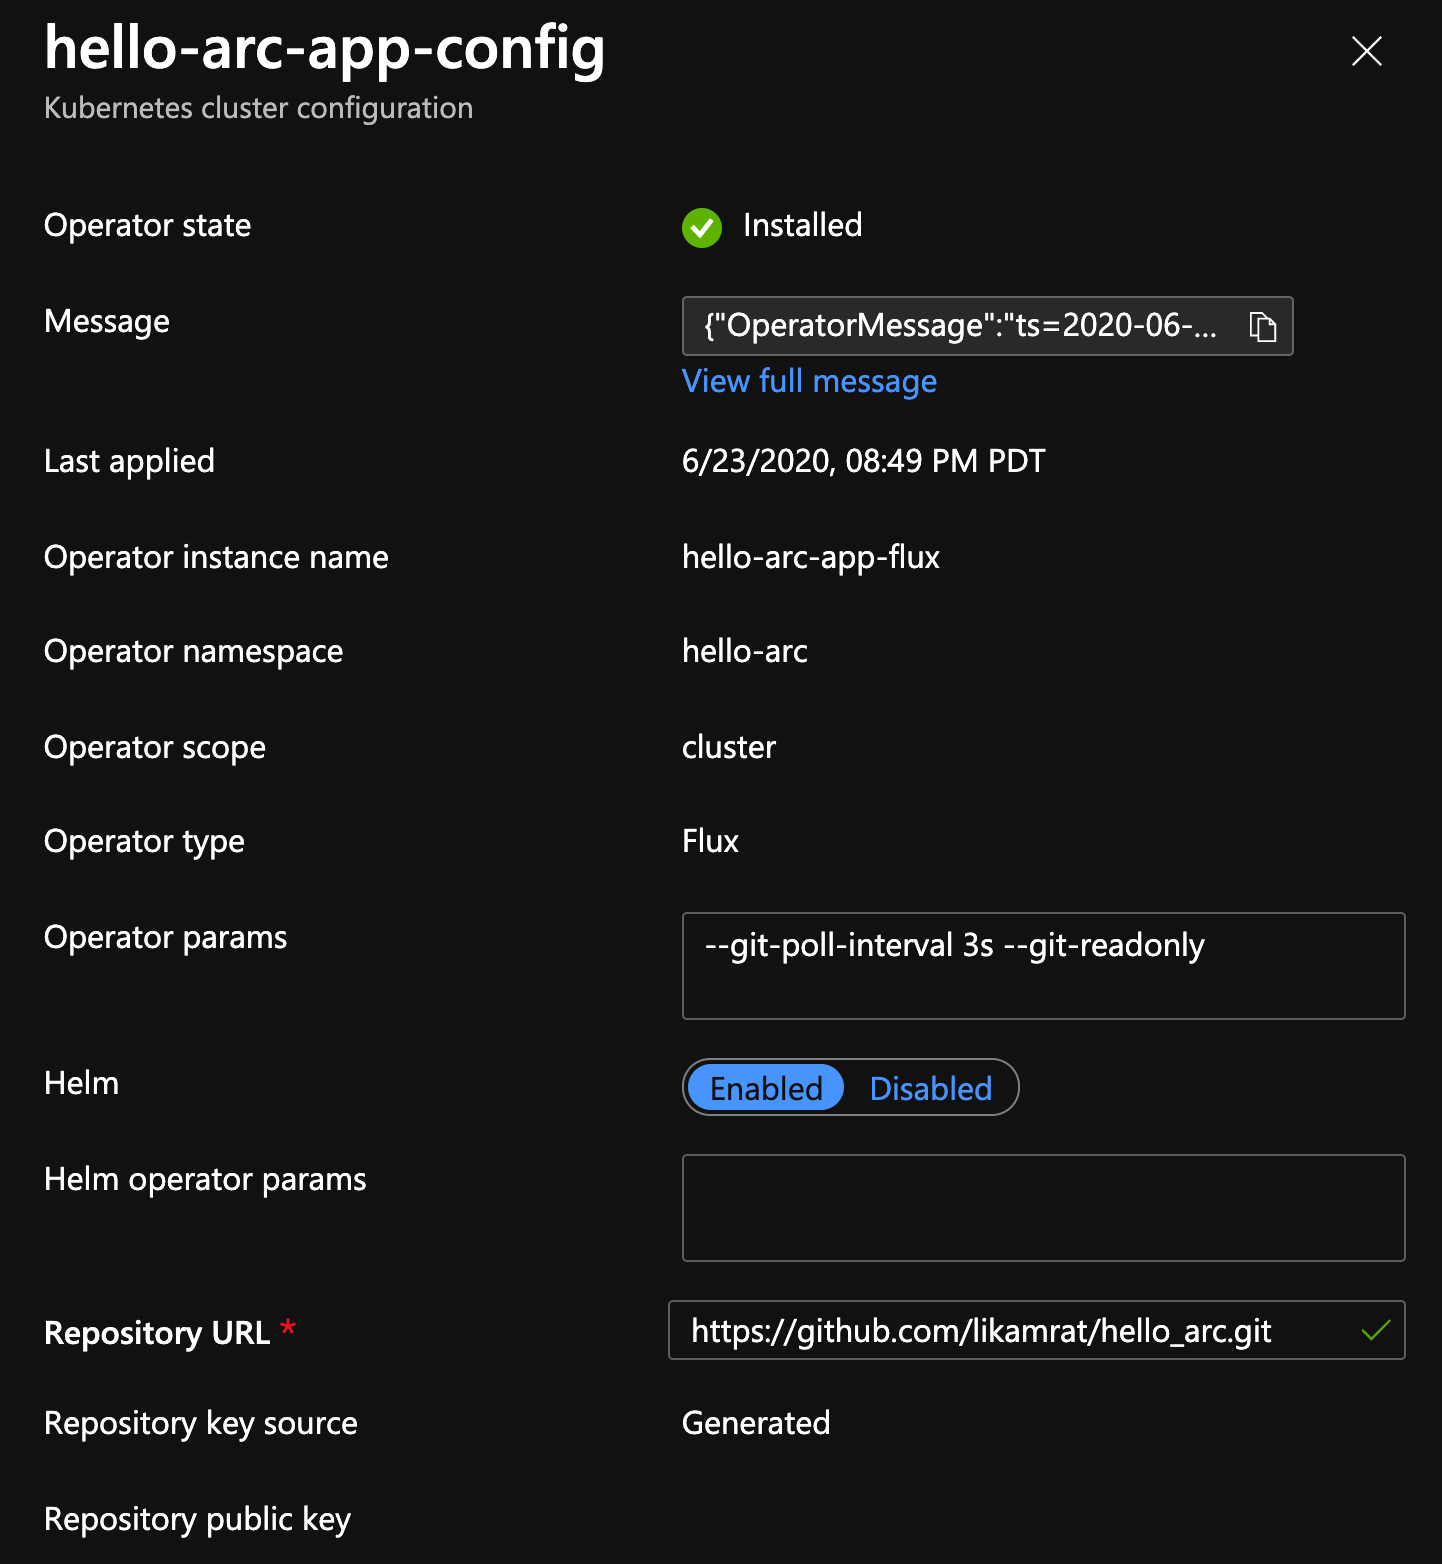 hello-arc-app-config
Kubernetes cluster configuration
Operator state Installed
Message {"OperatorMessage":"ts=2020-06-...
View full message
Last applied 6/23/2020, 08:49 PM PDT
Operator instance name hello-arc-app-flux
Operator namespace hello-arc
Operator scope cluster
Operator type Flux
Operator params --git-poll-interval 3s --git-readonly
Helm Enabled Disabled
Helm operator params
Repository URL * https://github.com/likamrat/hello_arc.git
Repository key source Generated
Repository public key